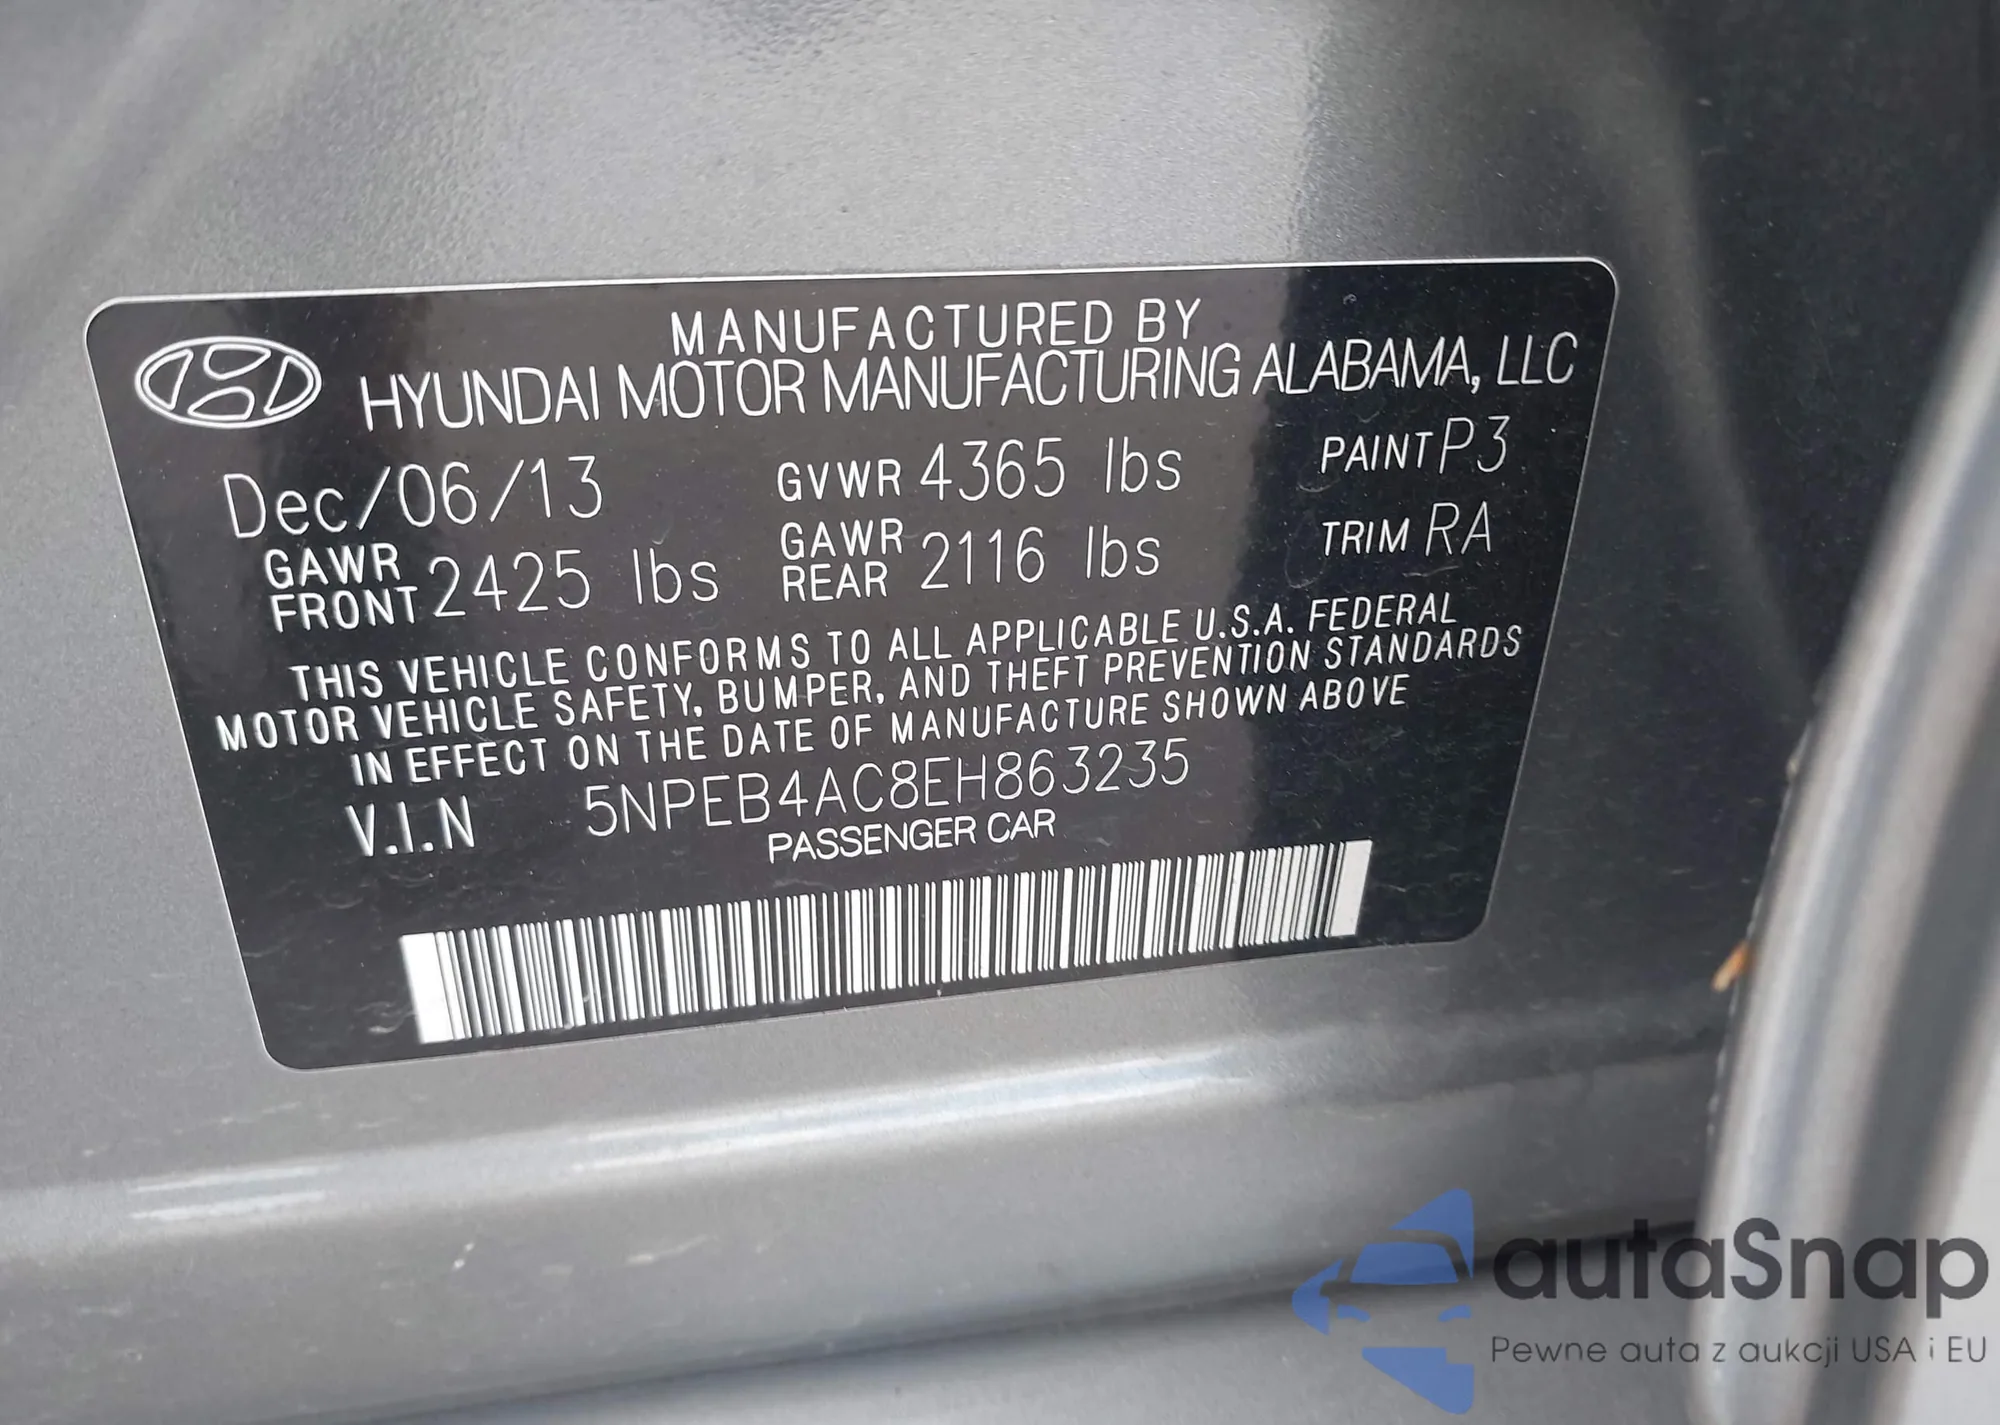 MANUFACTURED BY
HYUNDAI MOTOR MANUFACTURING ALABAMA, LLC
Dec/06/13 GVWR 4365 lbs PAINT P3
GAWR FRONT 2425 lbs GAWR REAR 2116 lbs TRIM RA
THIS VEHICLE CONFORMS TO ALL APPLICABLE U.S.A. FEDERAL
MOTOR VEHICLE SAFETY, BUMPER, AND THEFT PREVENTION STANDARDS
IN EFFECT ON THE DATE OF MANUFACTURE SHOWN ABOVE
V.I.N 5NPEB4AC8EH863235
PASSENGER CAR
autaSnap
Pewne auta z aukcji USA i EU